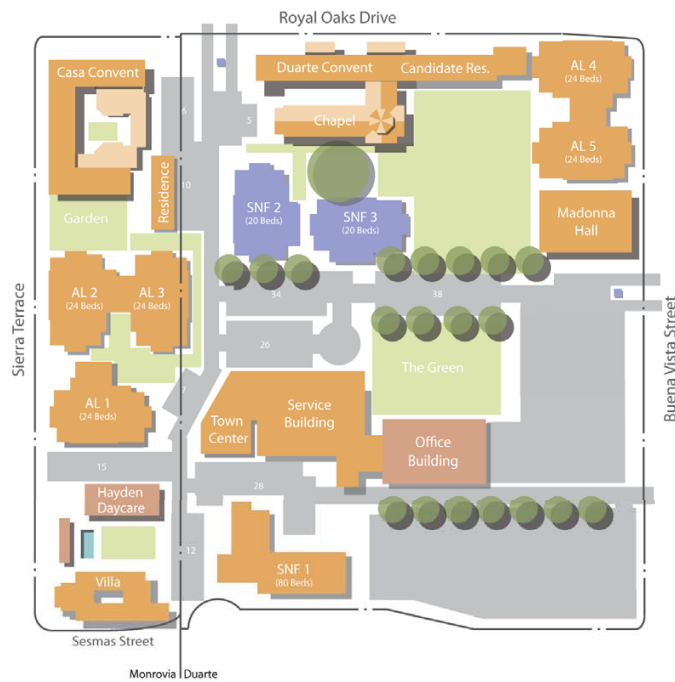 Royal Oaks Drive
Casa Convent
Duarte Convent
Candidate Res.
AL 4
(24 Beds)
6
5
Chapel
AL 5
(24 Beds)
10
Residence
Garden
SNF 2
(20 Beds)
SNF 3
(20 Beds)
Madonna
Hall
Sierra Terrace
AL 2
(24 Beds)
AL 3
(24 Beds)
34
38
Buena Vista Street
26
The Green
7
AL 1
(24 Beds)
Town
Center
Service
Building
Office
Building
15
28
Hayden
Daycare
12
SNF 1
(80 Beds)
Villa
Sesmas Street
Monrovia
Duarte